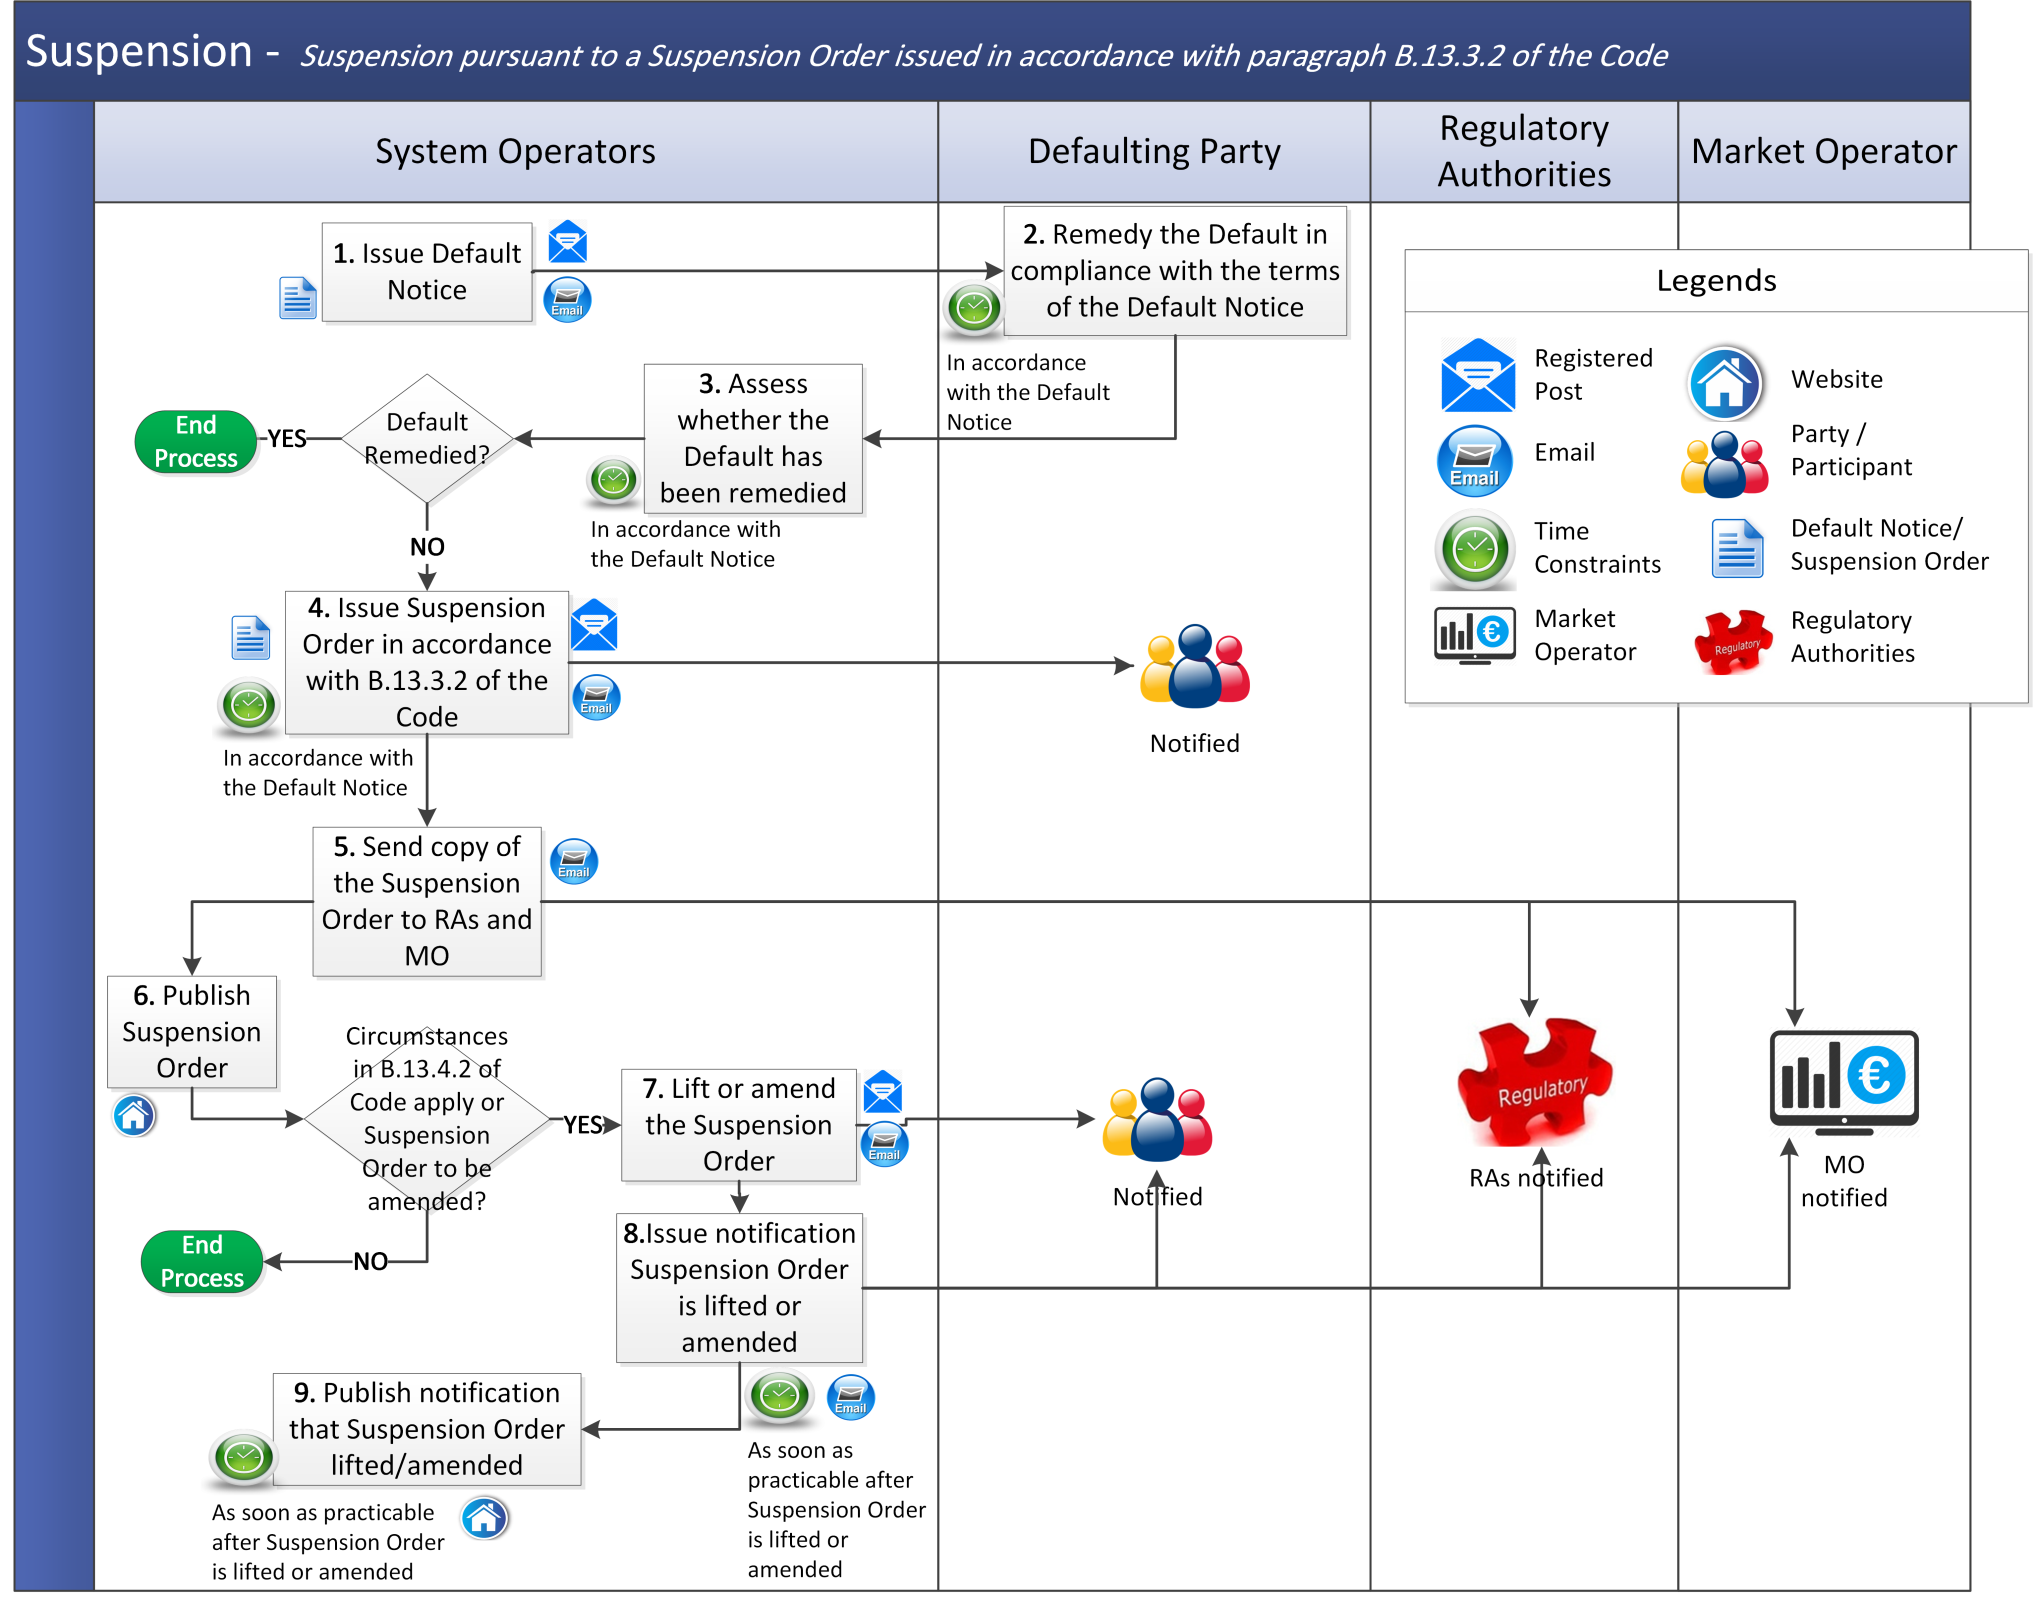 Suspension - Suspension pursuant to a Suspension Order issued in accordance with paragraph B.13.3.2 of the Code
System Operators
Defaulting Party
Regulatory
Authorities
Market Operator
1. Issue Default
Notice
Email
2. Remedy the Default in
compliance with the terms
of the Default Notice
In accordance
with the Default
Notice
3. Assess
whether the
Default has
been remedied
In accordance with
the Default Notice
Default
Remedied?
YES
End
Process
NO
4. Issue Suspension
Order in accordance
with B.13.3.2 of the
Code
Email
In accordance with
the Default Notice
Notified
5. Send copy of
the Suspension
Order to RAs and
MO
Email
6. Publish
Suspension
Order
Circumstances
in B.13.4.2 of
Code apply or
Suspension
Order to be
amended?
YES
NO
End
Process
7. Lift or amend
the Suspension
Order
Email
Notified
Regulatory
RAs notified
€
MO
notified
8.Issue notification
Suspension Order
is lifted or
amended
Email
As soon as
practicable after
Suspension Order
is lifted or
amended
9. Publish notification
that Suspension Order
lifted/amended
As soon as practicable
after Suspension Order
is lifted or amended
Legends
Registered
Post
Website
Email
Email
Party /
Participant
Time
Constraints
Default Notice/
Suspension Order
€
Market
Operator
Regulatory
Regulatory
Authorities